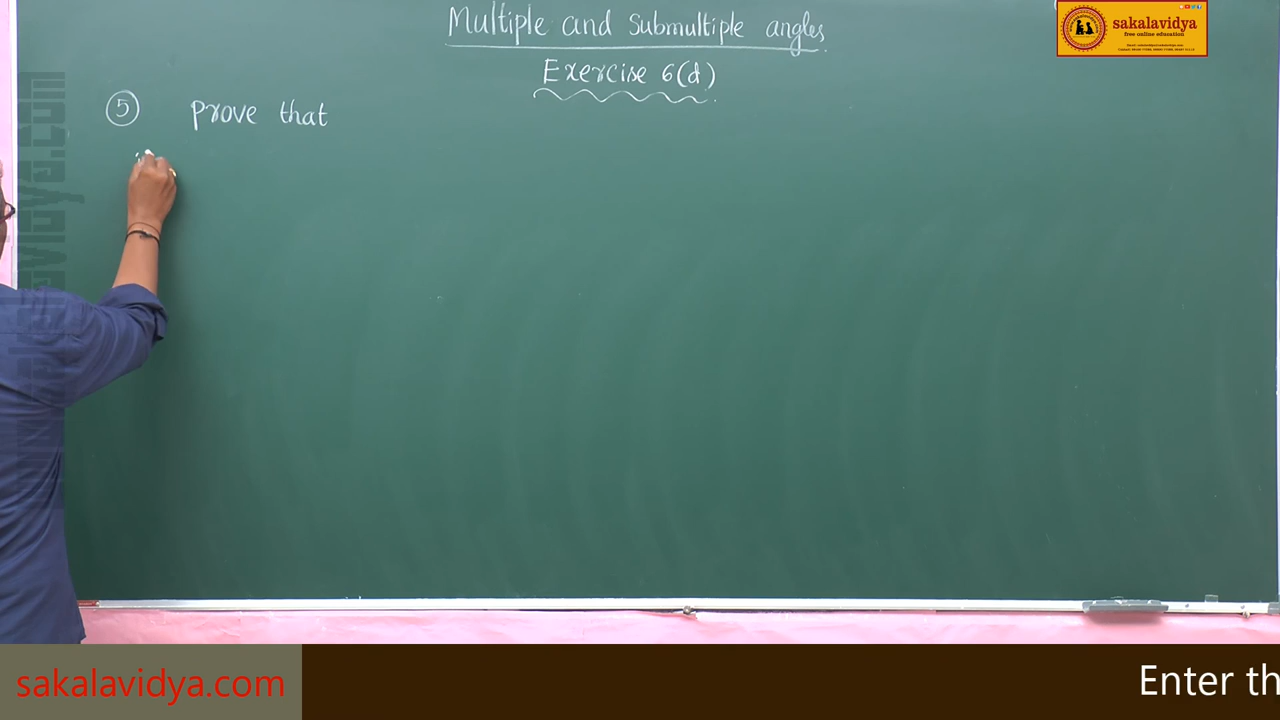 Multiple and Submultiple angles
Exercise 6(d)
5 Prove that
sakalavidya
free online education
sakalavidya.com
Enter th